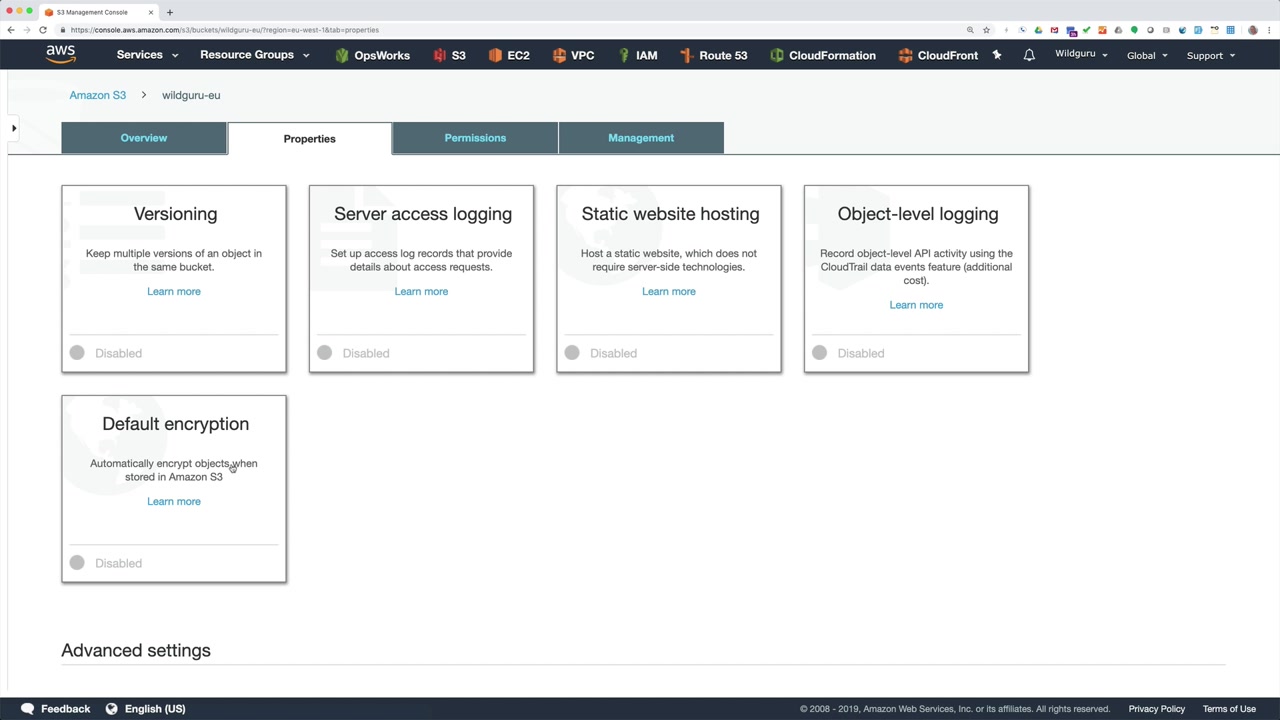 S3 Management Console
https://console.aws.amazon.com/s3/buckets/wildguru-eu/?region=eu-west-1&tab=properties
aws Services Resource Groups OpsWorks S3 EC2 VPC IAM Route 53 CloudFormation CloudFront Wildguru Global Support
Amazon S3 > wildguru-eu
Overview Properties Permissions Management
Versioning
Keep multiple versions of an object in
the same bucket.
Learn more
Disabled
Server access logging
Set up access log records that provide
details about access requests.
Learn more
Disabled
Static website hosting
Host a static website, which does not
require server-side technologies.
Learn more
Disabled
Object-level logging
Record object-level API activity using the
CloudTrail data events feature (additional
cost).
Learn more
Disabled
Default encryption
Automatically encrypt objects when
stored in Amazon S3
Learn more
Disabled
Advanced settings
Feedback English (US) © 2008 - 2019, Amazon Web Services, Inc. or its affiliates. All rights reserved. Privacy Policy Terms of Use